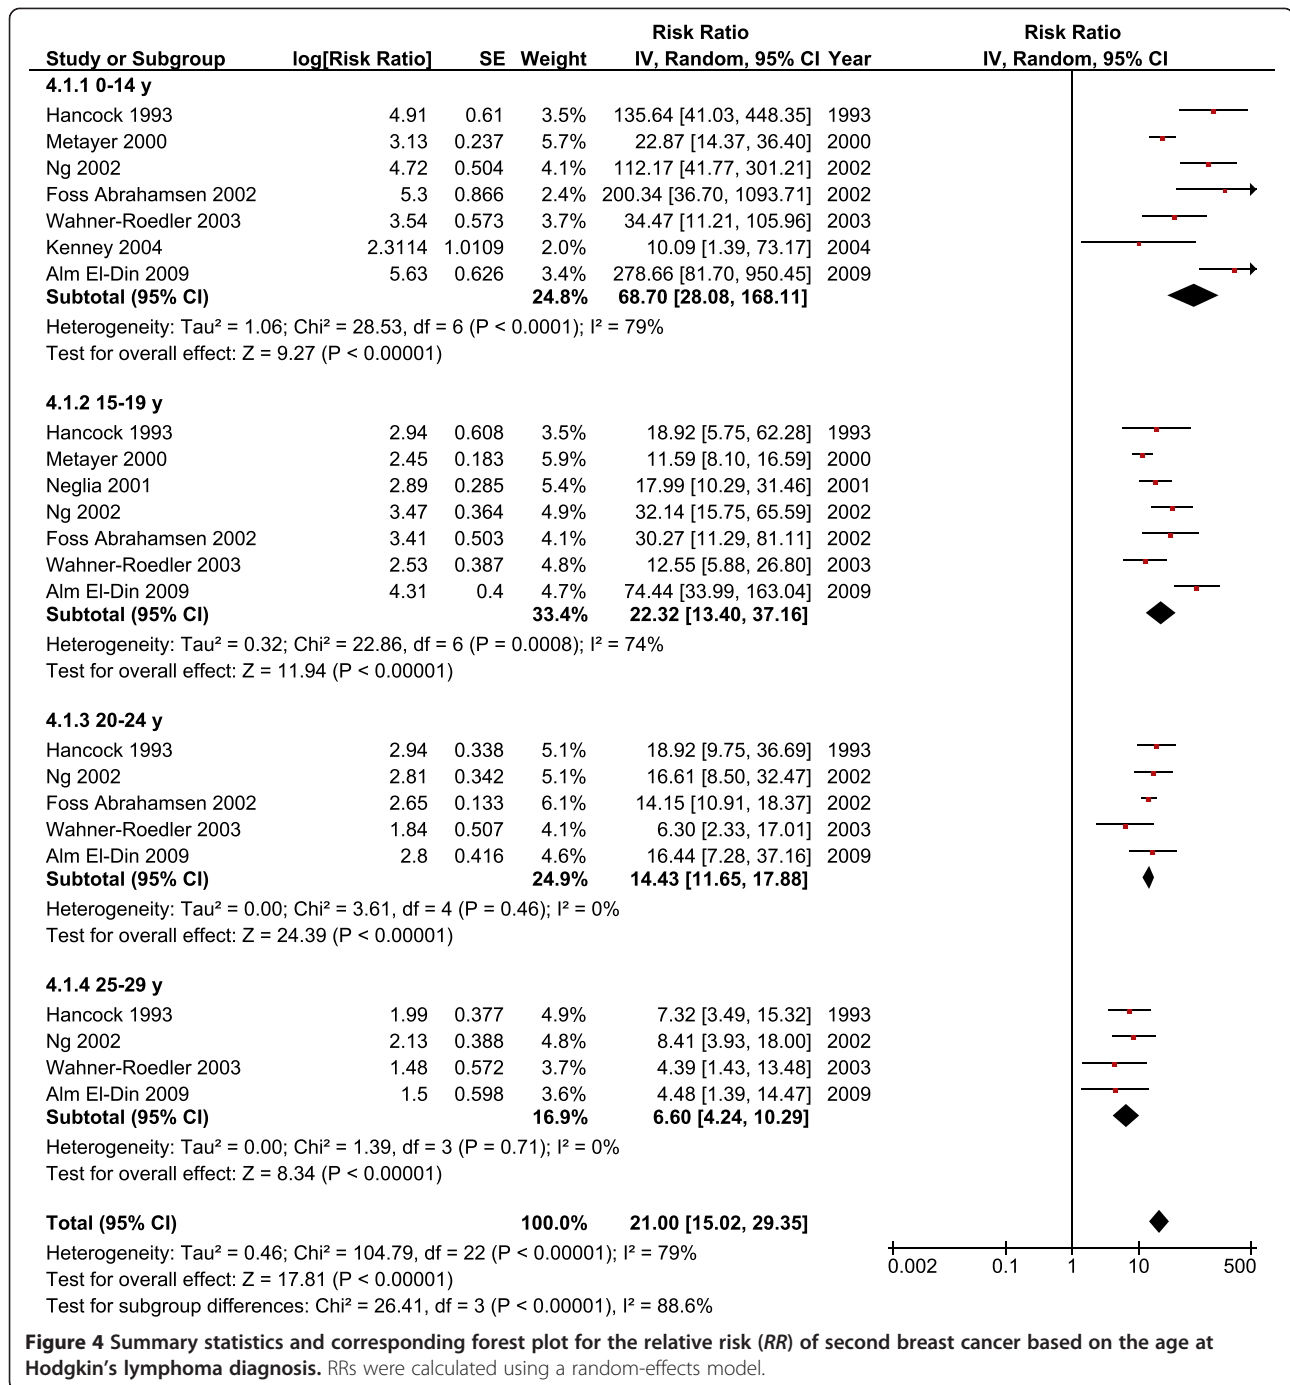 Risk Ratio Risk Ratio
Study or Subgroup log[Risk Ratio] SE Weight IV, Random, 95% CI Year IV, Random, 95% CI
4.1.1 0-14 y
Hancock 1993 4.91 0.61 3.5% 135.64 [41.03, 448.35] 1993
Metayer 2000 3.13 0.237 5.7% 22.87 [14.37, 36.40] 2000
Ng 2002 4.72 0.504 4.1% 112.17 [41.77, 301.21] 2002
Foss Abrahamsen 2002 5.3 0.866 2.4% 200.34 [36.70, 1093.71] 2002
Wahner-Roedler 2003 3.54 0.573 3.7% 34.47 [11.21, 105.96] 2003
Kenney 2004 2.3114 1.0109 2.0% 10.09 [1.39, 73.17] 2004
Alm El-Din 2009 5.63 0.626 3.4% 278.66 [81.70, 950.45] 2009
Subtotal (95% CI) 24.8% 68.70 [28.08, 168.11]
Heterogeneity: Tau² = 1.06; Chi² = 28.53, df = 6 (P < 0.0001); I² = 79%
Test for overall effect: Z = 9.27 (P < 0.00001)
4.1.2 15-19 y
Hancock 1993 2.94 0.608 3.5% 18.92 [5.75, 62.28] 1993
Metayer 2000 2.45 0.183 5.9% 11.59 [8.10, 16.59] 2000
Neglia 2001 2.89 0.285 5.4% 17.99 [10.29, 31.46] 2001
Ng 2002 3.47 0.364 4.9% 32.14 [15.75, 65.59] 2002
Foss Abrahamsen 2002 3.41 0.503 4.1% 30.27 [11.29, 81.11] 2002
Wahner-Roedler 2003 2.53 0.387 4.8% 12.55 [5.88, 26.80] 2003
Alm El-Din 2009 4.31 0.4 4.7% 74.44 [33.99, 163.04] 2009
Subtotal (95% CI) 33.4% 22.32 [13.40, 37.16]
Heterogeneity: Tau² = 0.32; Chi² = 22.86, df = 6 (P = 0.0008); I² = 74%
Test for overall effect: Z = 11.94 (P < 0.00001)
4.1.3 20-24 y
Hancock 1993 2.94 0.338 5.1% 18.92 [9.75, 36.69] 1993
Ng 2002 2.81 0.342 5.1% 16.61 [8.50, 32.47] 2002
Foss Abrahamsen 2002 2.65 0.133 6.1% 14.15 [10.91, 18.37] 2002
Wahner-Roedler 2003 1.84 0.507 4.1% 6.30 [2.33, 17.01] 2003
Alm El-Din 2009 2.8 0.416 4.6% 16.44 [7.28, 37.16] 2009
Subtotal (95% CI) 24.9% 14.43 [11.65, 17.88]
Heterogeneity: Tau² = 0.00; Chi² = 3.61, df = 4 (P = 0.46); I² = 0%
Test for overall effect: Z = 24.39 (P < 0.00001)
4.1.4 25-29 y
Hancock 1993 1.99 0.377 4.9% 7.32 [3.49, 15.32] 1993
Ng 2002 2.13 0.388 4.8% 8.41 [3.93, 18.00] 2002
Wahner-Roedler 2003 1.48 0.572 3.7% 4.39 [1.43, 13.48] 2003
Alm El-Din 2009 1.5 0.598 3.6% 4.48 [1.39, 14.47] 2009
Subtotal (95% CI) 16.9% 6.60 [4.24, 10.29]
Heterogeneity: Tau² = 0.00; Chi² = 1.39, df = 3 (P = 0.71); I² = 0%
Test for overall effect: Z = 8.34 (P < 0.00001)
Total (95% CI) 100.0% 21.00 [15.02, 29.35]
Heterogeneity: Tau² = 0.46; Chi² = 104.79, df = 22 (P < 0.00001); I² = 79%
0.002 0.1 1 10 500
Test for overall effect: Z = 17.81 (P < 0.00001)
Test for subgroup differences: Chi² = 26.41, df = 3 (P < 0.00001), I² = 88.6%
Figure 4 Summary statistics and corresponding forest plot for the relative risk (RR) of second breast cancer based on the age at
Hodgkin's lymphoma diagnosis. RRs were calculated using a random-effects model.